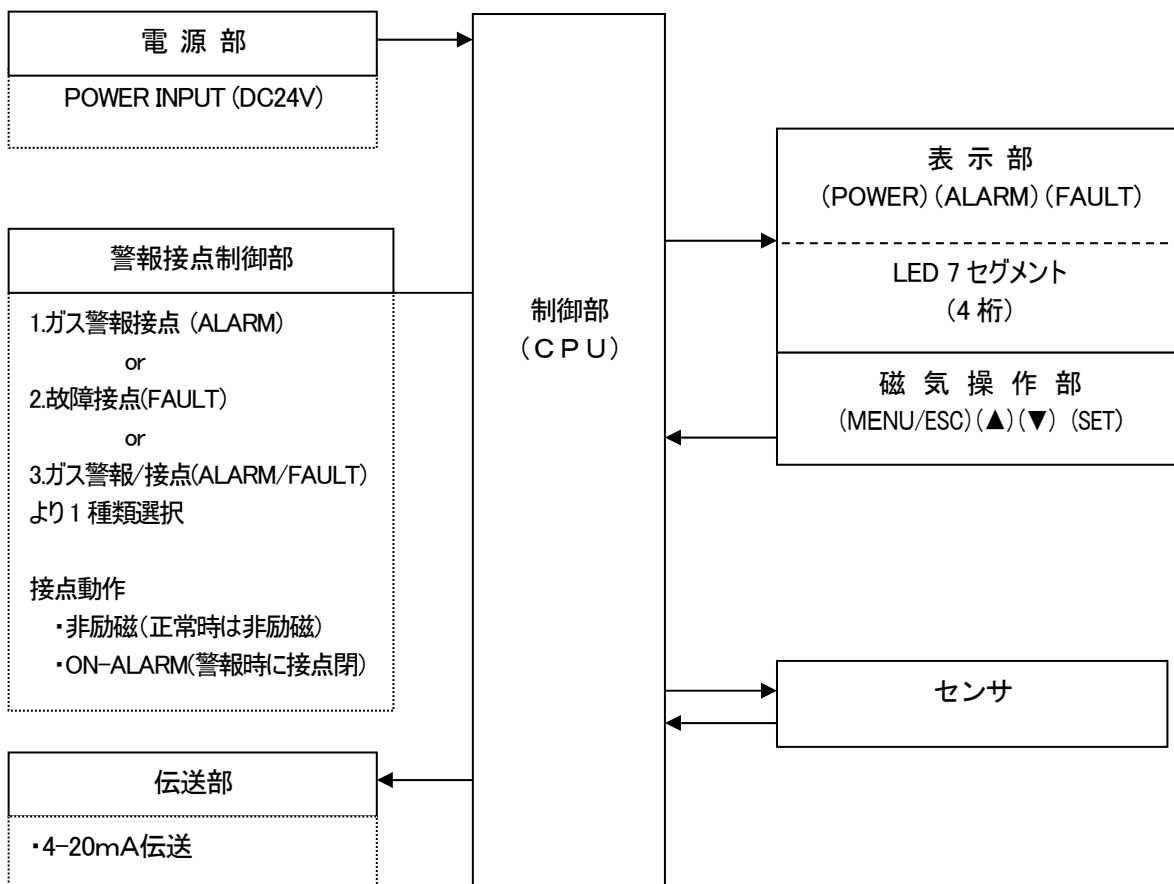 電 源 部
POWER INPUT (DC24V)
警報接点制御部
1.ガス警報接点 (ALARM)
or
2.故障接点(FAULT)
or
3.ガス警報/接点(ALARM/FAULT)
より1種類選択
接点動作
・非励磁(正常時は非励磁)
・ON-ALARM(警報時に接点閉)
伝送部
・4-20mA伝送
制御部
(CPU)
表 示 部
(POWER)(ALARM)(FAULT)
LED 7セグメント
(4桁)
磁 気 操 作 部
(MENU/ESC)(▲)(▼) (SET)
センサ